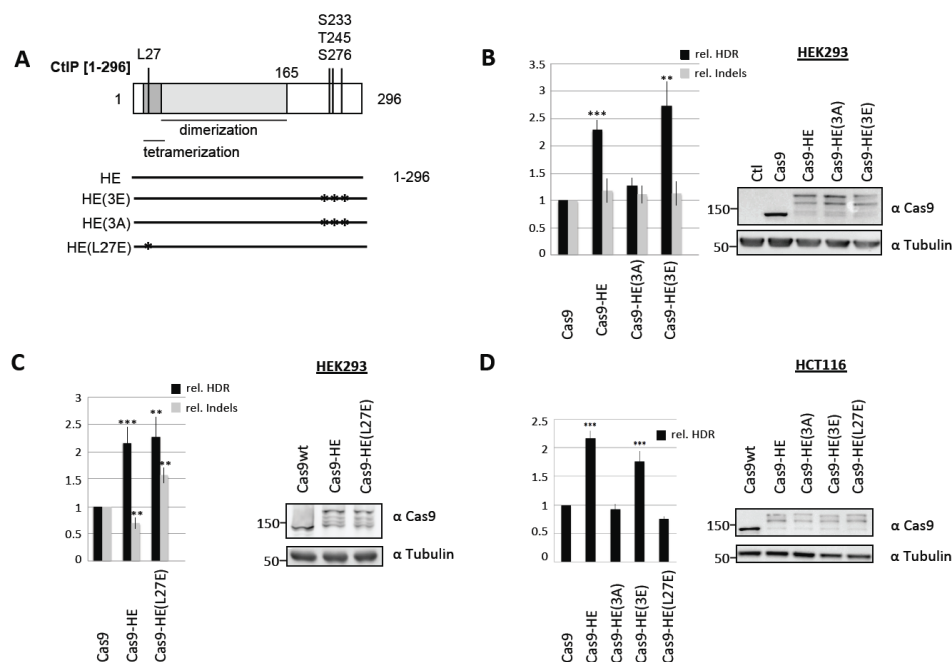 A
S233
T245
S276
L27
CtIP [1-296]
165
1
296
dimerization
tetramerization
HE
1-296
HE(3E)
***
HE(3A)
***
HE(L27E)
*
B
HEK293
rel. HDR
rel. Indels
3.5
3
2.5
2
1.5
1
0.5
0
***
**
Cas9
Cas9-HE
Cas9-HE(3A)
Cas9-HE(3E)
Ctl
Cas9
Cas9-HE
Cas9-HE(3A)
Cas9-HE(3E)
150
α Cas9
50
α Tubulin
C
HEK293
rel. HDR
rel. Indels
3
2.5
2
1.5
1
0.5
0
***
**
**
**
Cas9
Cas9-HE
Cas9-HE(L27E)
Cas9wt
Cas9-HE
Cas9-HE(L27E)
150
α Cas9
50
α Tubulin
D
HCT116
rel. HDR
2.5
2
1.5
1
0.5
0
***
***
Cas9
Cas9-HE
Cas9-HE(3A)
Cas9-HE(3E)
Cas9-HE(L27E)
Cas9wt
Cas9-HE
Cas9-HE(3A)
Cas9-HE(3E)
Cas9-HE(L27E)
150
α Cas9
50
α Tubulin